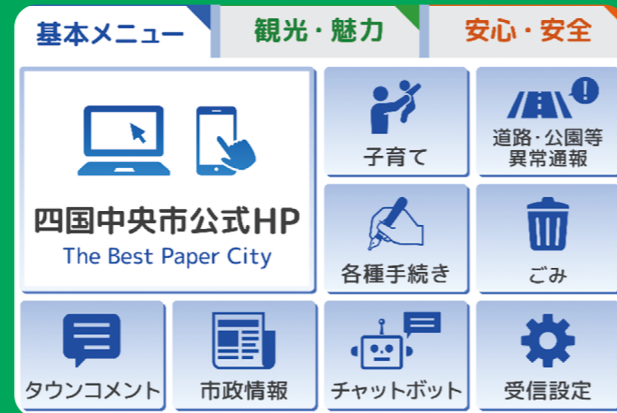 基本メニュー
観光・魅力
安心・安全
四国中央市公式HP
The Best Paper City
子育て
道路・公園等
異常通報
各種手続き
ごみ
タウンコメント
市政情報
チャットボット
受信設定